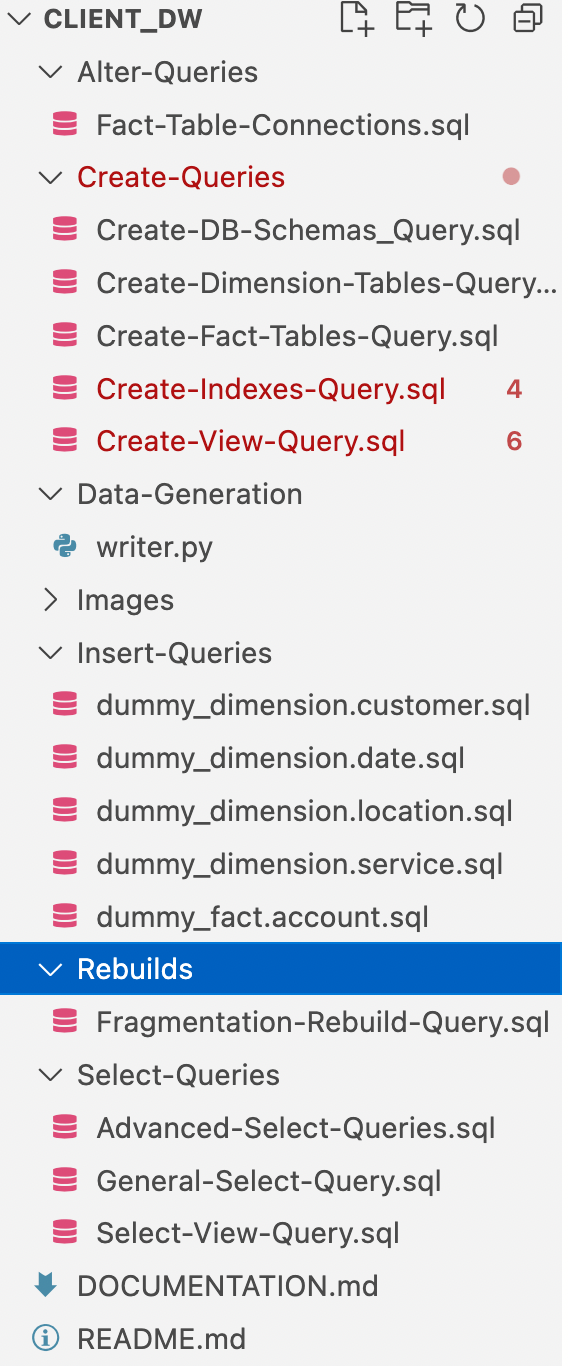 CLIENT_DW
Alter-Queries
Fact-Table-Connections.sql
Create-Queries
Create-DB-Schemas_Query.sql
Create-Dimension-Tables-Query...
Create-Fact-Tables-Query.sql
Create-Indexes-Query.sql 4
Create-View-Query.sql 6
Data-Generation
writer.py
Images
Insert-Queries
dummy_dimension.customer.sql
dummy_dimension.date.sql
dummy_dimension.location.sql
dummy_dimension.service.sql
dummy_fact.account.sql
Rebuilds
Fragmentation-Rebuild-Query.sql
Select-Queries
Advanced-Select-Queries.sql
General-Select-Query.sql
Select-View-Query.sql
DOCUMENTATION.md
README.md